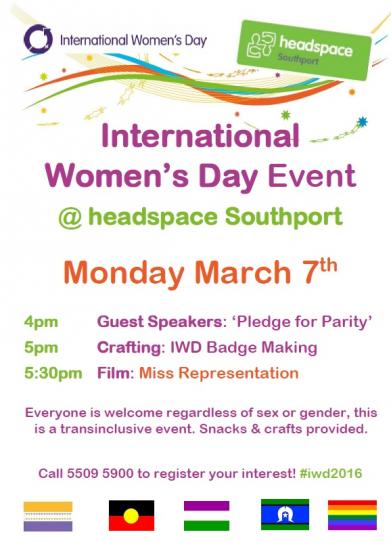 International Women's Day
headspace
Southport
International
Women's Day Event
@ headspace Southport
Monday March 7th
4pm Guest Speakers: 'Pledge for Parity'
5pm Crafting: IWD Badge Making
5:30pm Film: Miss Representation
Everyone is welcome regardless of sex or gender, this
is a transinclusive event. Snacks & crafts provided.
Call 5509 5900 to register your interest! #iwd2016